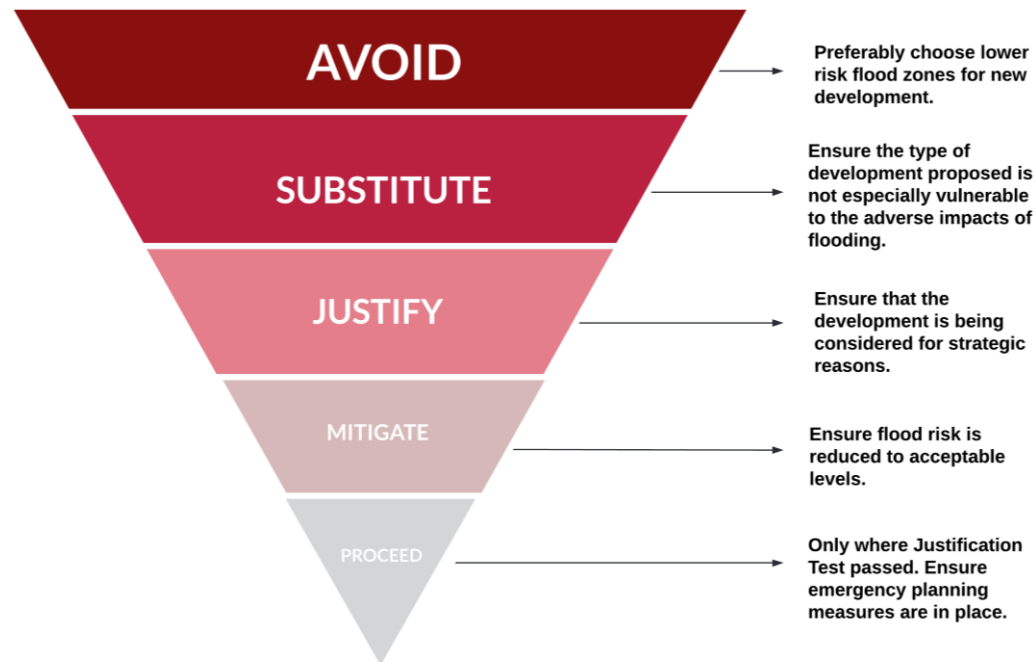 AVOID
Preferably choose lower
risk flood zones for new
development.
SUBSTITUTE
Ensure the type of
development proposed is
not especially vulnerable
to the adverse impacts of
flooding.
JUSTIFY
Ensure that the
development is being
considered for strategic
reasons.
MITIGATE
Ensure flood risk is
reduced to acceptable
levels.
PROCEED
Only where Justification
Test passed. Ensure
emergency planning
measures are in place.